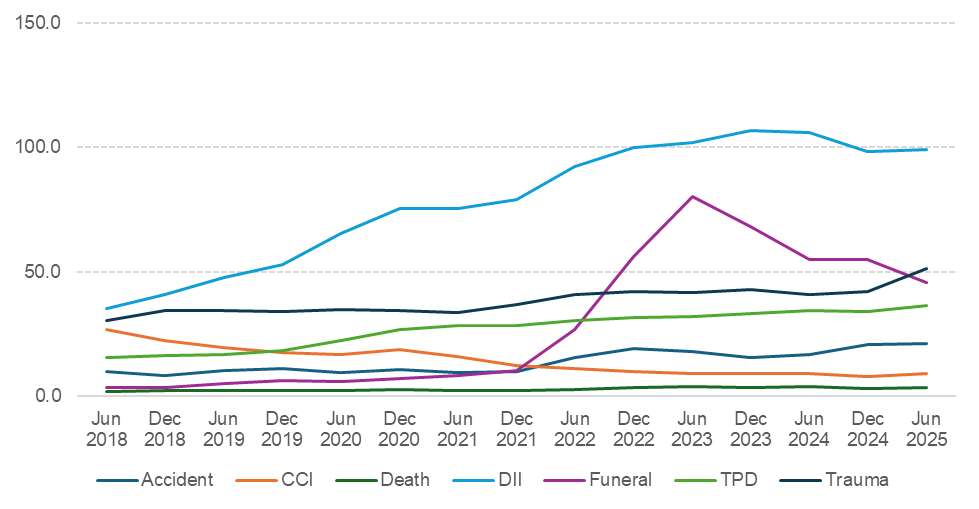 150.0
100.0
50.0
0.0
Jun Dec Jun Dec Jun Dec Jun Dec Jun Dec Jun Dec Jun Dec Jun
2018 2018 2019 2019 2020 2020 2021 2021 2022 2022 2023 2023 2024 2024 2025
Accident CCI Death DII Funeral TPD Trauma